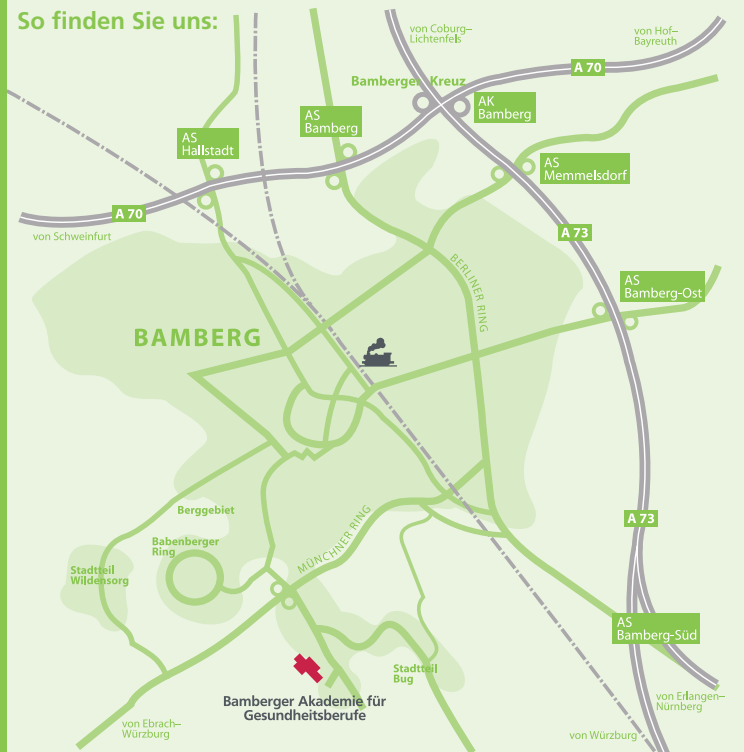 So finden Sie uns:
von Coburg–
Lichtenfels
von Hof–
Bayreuth
A 70
Bamberger Kreuz
AK
Bamberg
AS
Bamberg
AS
Hallstadt
AS
Memmelsdorf
A 70
von Schweinfurt
A 73
BERLINER RING
AS
Bamberg-Ost
BAMBERG
Berggebiet
MÜNCHNER RING
A 73
Babenberger
Ring
Stadtteil
Wildensorg
AS
Bamberg-Süd
Stadtteil
Bug
Bamberger Akademie für
Gesundheitsberufe
von Erlangen–
Nürnberg
von Ebrach–
Würzburg
von Würzburg